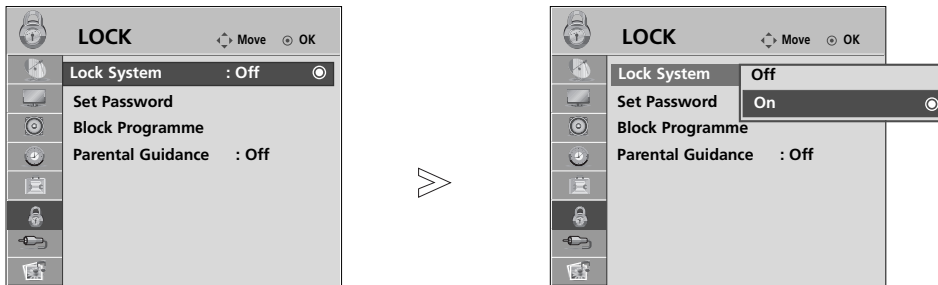 LOCK Move OK
Lock System : Off
Set Password
Block Programme
Parental Guidance : Off
LOCK Move OK
Lock System Off
Set Password On
Block Programme
Parental Guidance : Off